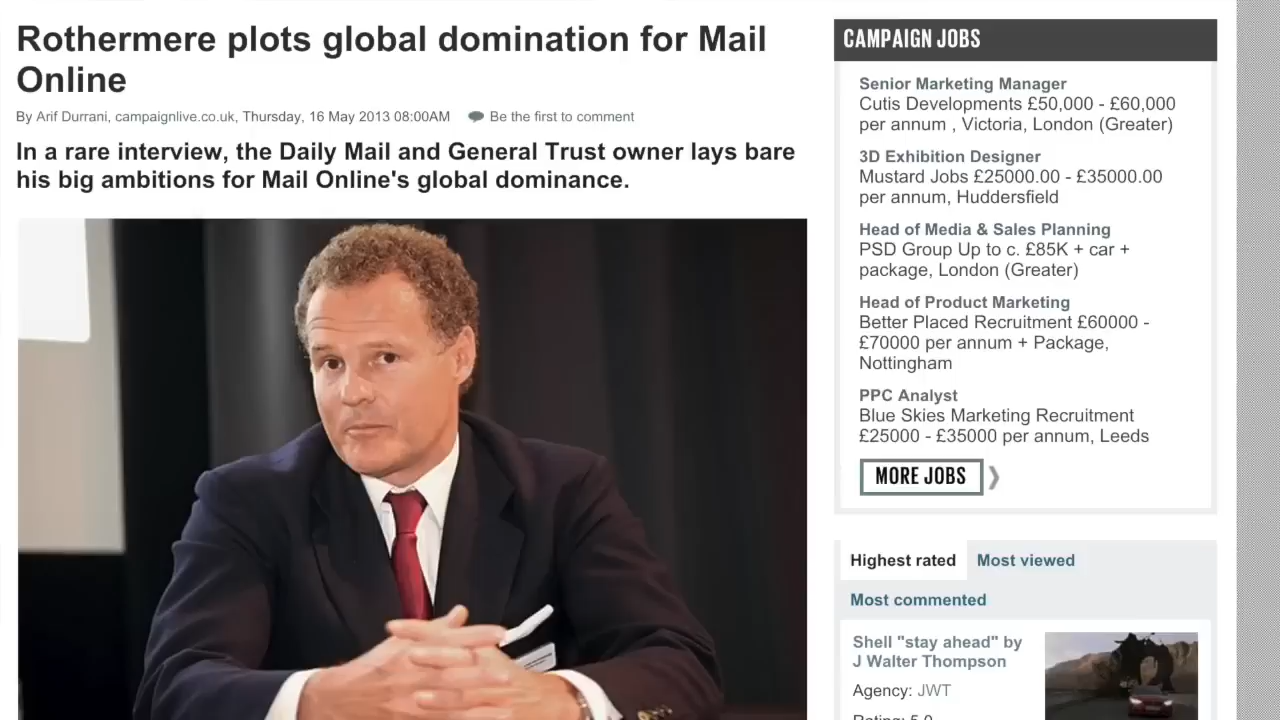 Rothermere plots global domination for Mail
Online
By Arif Durrani, campaignlive.co.uk, Thursday, 16 May 2013 08:00AM
Be the first to comment
In a rare interview, the Daily Mail and General Trust owner lays bare
his big ambitions for Mail Online's global dominance.
CAMPAIGN JOBS
Senior Marketing Manager
Cutis Developments £50,000 - £60,000
per annum , Victoria, London (Greater)
3D Exhibition Designer
Mustard Jobs £25000.00 - £35000.00
per annum, Huddersfield
Head of Media & Sales Planning
PSD Group Up to c. £85K + car +
package, London (Greater)
Head of Product Marketing
Better Placed Recruitment £60000 -
£70000 per annum + Package,
Nottingham
PPC Analyst
Blue Skies Marketing Recruitment
£25000 - £35000 per annum, Leeds
MORE JOBS
Highest rated
Most viewed
Most commented
Shell "stay ahead" by
J Walter Thompson
Agency: JWT
Rating: 5.0